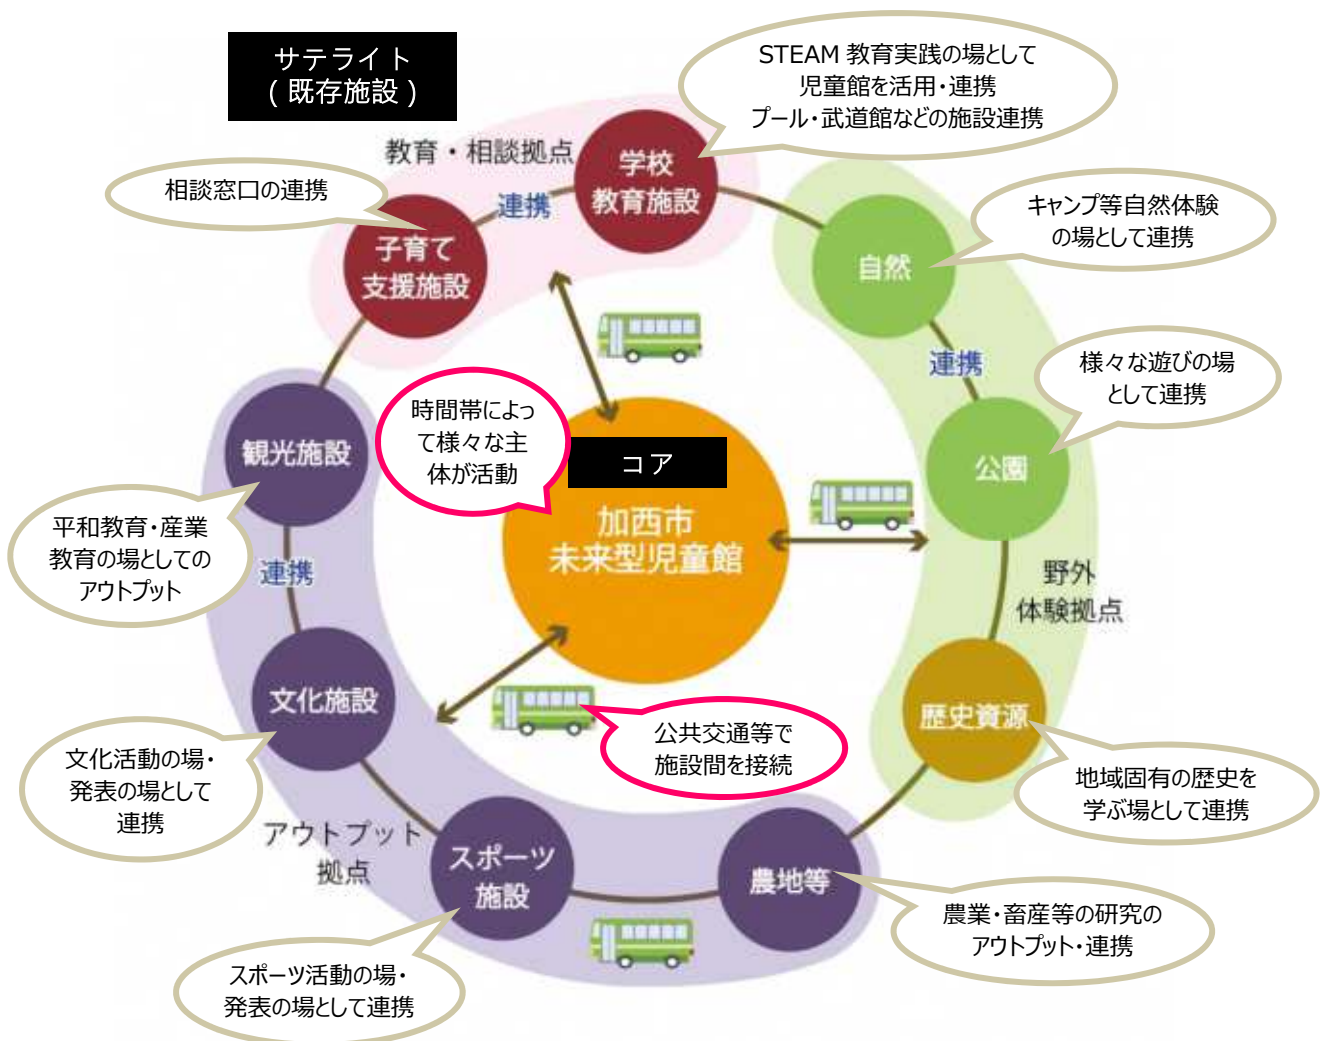 サテライト
(既存施設)
STEAM 教育実践の場として
児童館を活用・連携
プール・武道館などの施設連携
教育・相談拠点
相談窓口の連携
連携
学校
教育施設
子育て
支援施設
自然
キャンプ等自然体験
の場として連携
連携
様々な遊びの場
として連携
公園
時間帯によっ
て様々な主
体が活動
コア
加西市
未来型児童館
観光施設
平和教育・産業
教育の場としての
アウトプット
連携
野外
体験拠点
文化施設
歴史資源
公共交通等で
施設間を接続
文化活動の場・
発表の場として
連携
地域固有の歴史を
学ぶ場として連携
アウトプット
拠点
スポーツ
施設
農地等
農業・畜産等の研究の
アウトプット・連携
スポーツ活動の場・
発表の場として連携